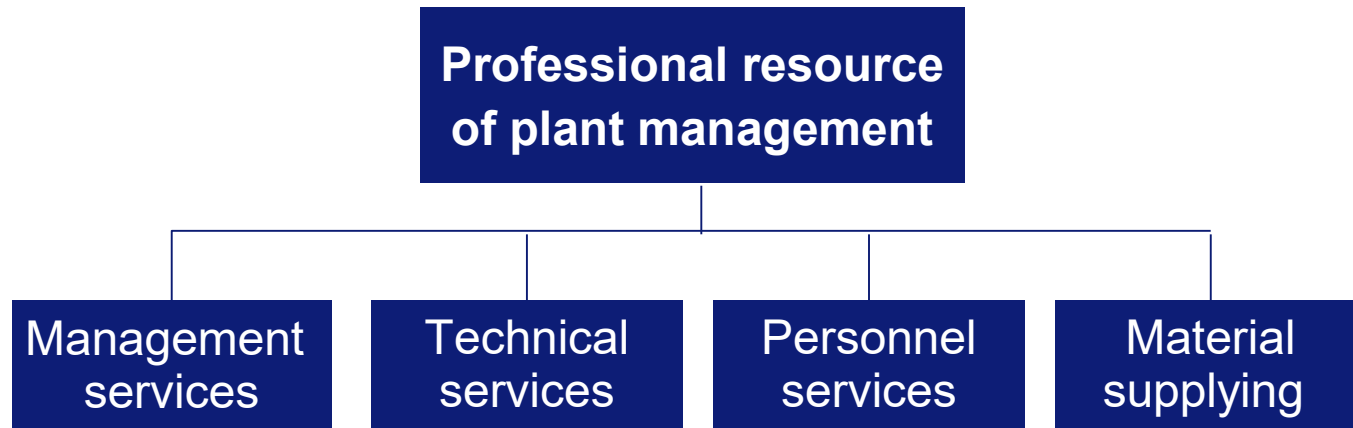 Professional resource
of plant management
Management
services
Technical
services
Personnel
services
Material
supplying